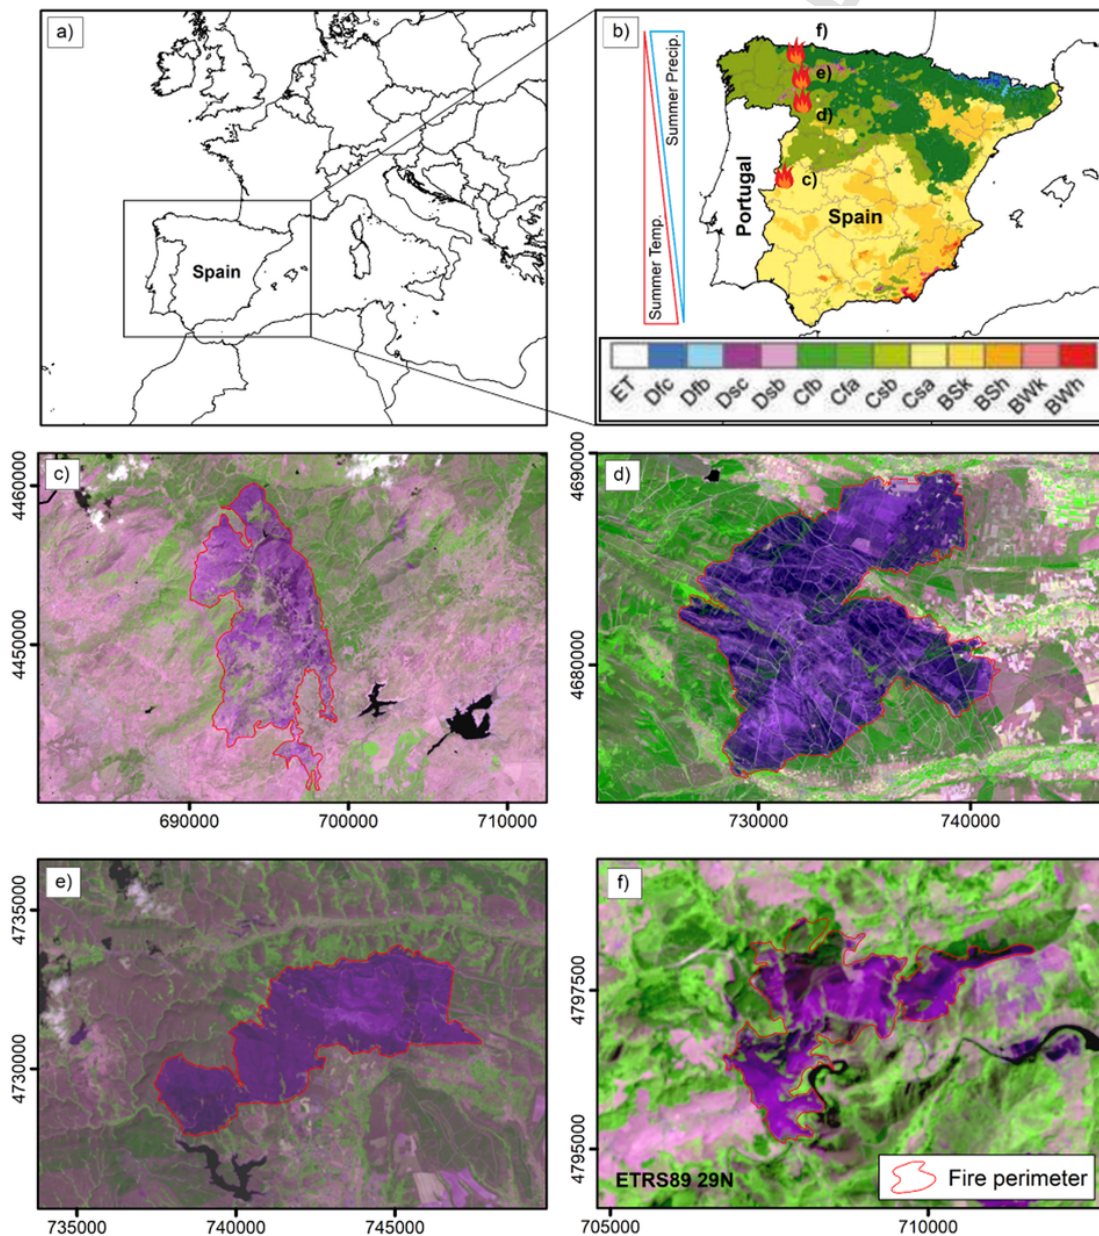 a)
Spain
b)
f)
e)
d)
c)
Summer Precip.
Summer Temp.
Portugal
Spain
ET
Dfc
Dfb
Dsc
Dsb
Cfb
Cfa
Csb
Csa
BSk
BSh
BWk
BWh
c)
4460000
4450000
690000
700000
710000
d)
4690000
4680000
730000
740000
e)
4735000
4730000
735000
740000
745000
f)
4797500
4795000
ETRS89 29N
Fire perimeter
705000
710000